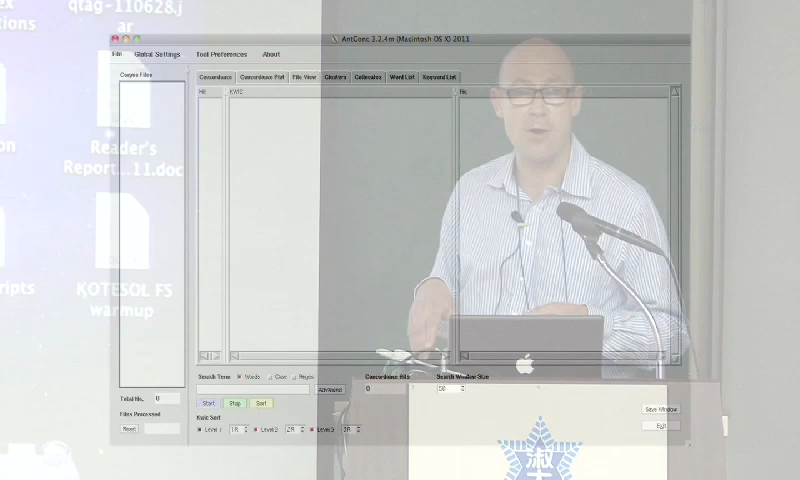 qtag-110628.j
ar
Reader's
Report...11.doc
KOTESOL FS
warmup
AntConc 3.2.4m (Macintosh OS X) 2011
File Global Settings Tool Preferences About
Corpus Files
Concordance Concordance Plot File View Clusters Collocates Word List Keyword List
Hit KWIC File
Total No. 0
Files Processed
Reset
Search Term Words Case Regex
Concordance Hits 0
Search Window Size 50
Advanced
Start Stop Sort
Kwic Sort
Level 1 1R Level 2 2R Level 3 3R
Save Window
Exit
淑